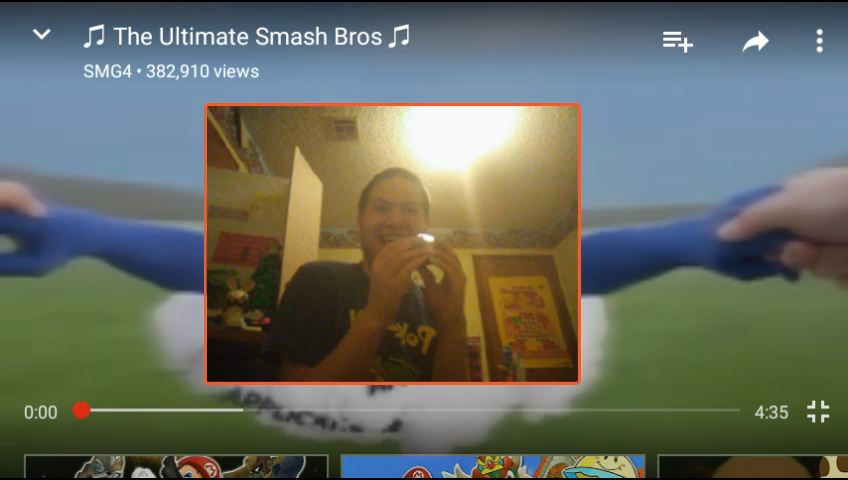 ♫ The Ultimate Smash Bros ♫
SMG4 • 382,910 views
0:00
4:35